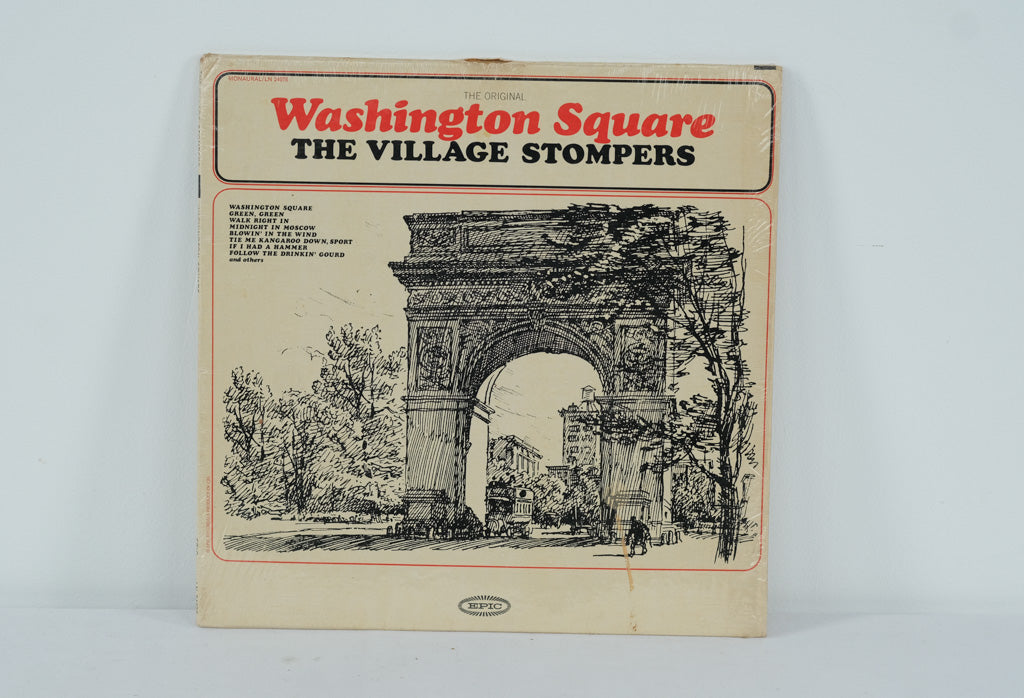 MONAURAL/LN 24078
THE ORIGINAL
Washington Square
THE VILLAGE STOMPERS
WASHINGTON SQUARE
GREEN, GREEN
WALK RIGHT IN
MIDNIGHT IN MOSCOW
BLOWIN' IN THE WIND
TIE ME KANGAROO DOWN, SPORT
IF I HAD A HAMMER
FOLLOW THE DRINKIN' GOURD
and others
EPIC